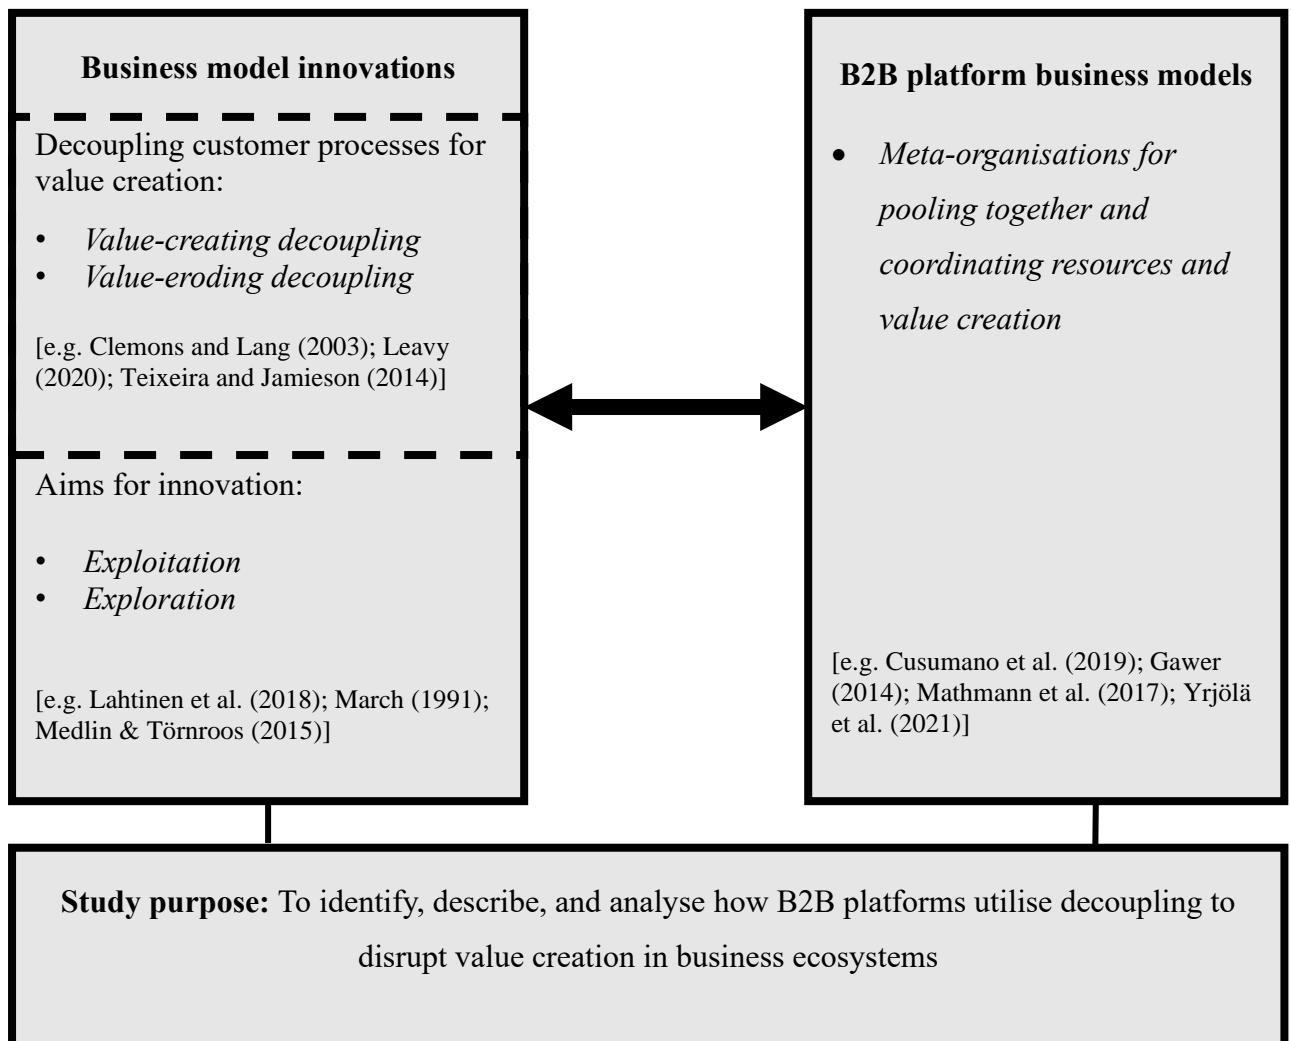 Business model innovations
Decoupling customer processes for
value creation:
• Value-creating decoupling
• Value-eroding decoupling
[e.g. Clemons and Lang (2003); Leavy
(2020); Teixeira and Jamieson (2014)]
Aims for innovation:
• Exploitation
• Exploration
[e.g. Lahtinen et al. (2018); March (1991);
Medlin & Törnroos (2015)]
B2B platform business models
• Meta-organisations for
pooling together and
coordinating resources and
value creation
[e.g. Cusumano et al. (2019); Gawer
(2014); Mathmann et al. (2017); Yrjölä
et al. (2021)]
Study purpose: To identify, describe, and analyse how B2B platforms utilise decoupling to
disrupt value creation in business ecosystems